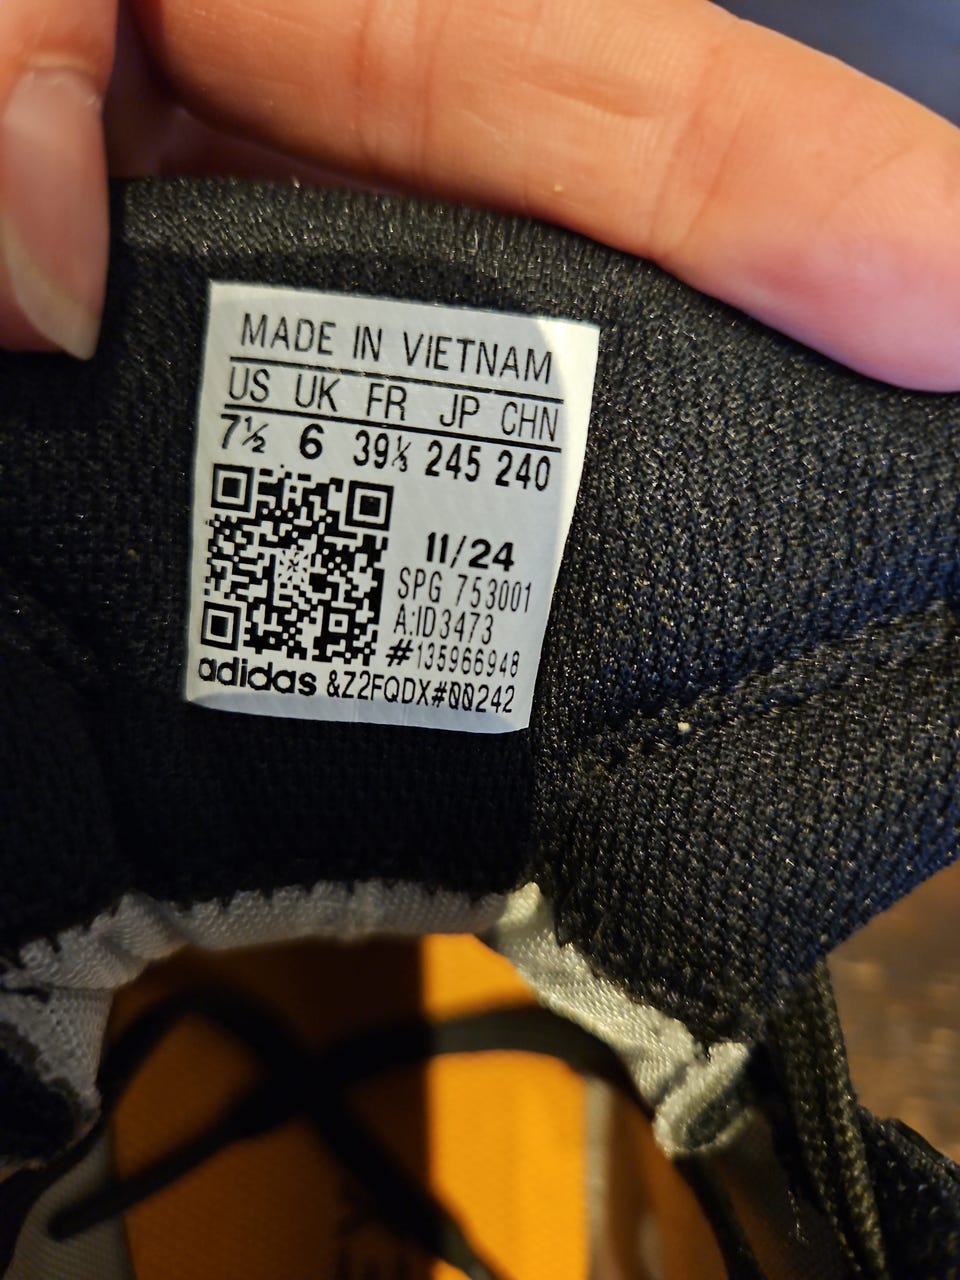 MADE IN VIETNAM
US UK FR JP CHN
7½ 6 39⅓ 245 240
11/24
SPG 753001
A:ID3473
#135966948
adidas &Z2FQDX#00242